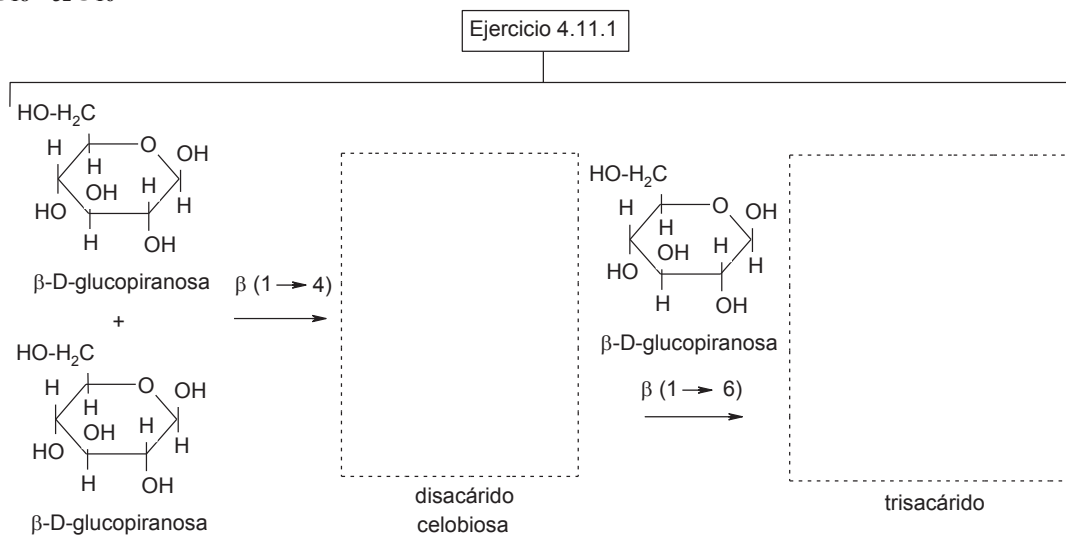 Ejercicio 4.11.1
HO-H₂C
H
O
OH
H
OH
H
HO
H
H
OH
β-D-glucopiranosa
+
HO-H₂C
H
O
OH
H
OH
H
HO
H
H
OH
β-D-glucopiranosa
β (1 → 4)
disacárido
celobiosa
HO-H₂C
H
O
OH
H
OH
H
HO
H
H
OH
β-D-glucopiranosa
β (1 → 6)
trisacárido